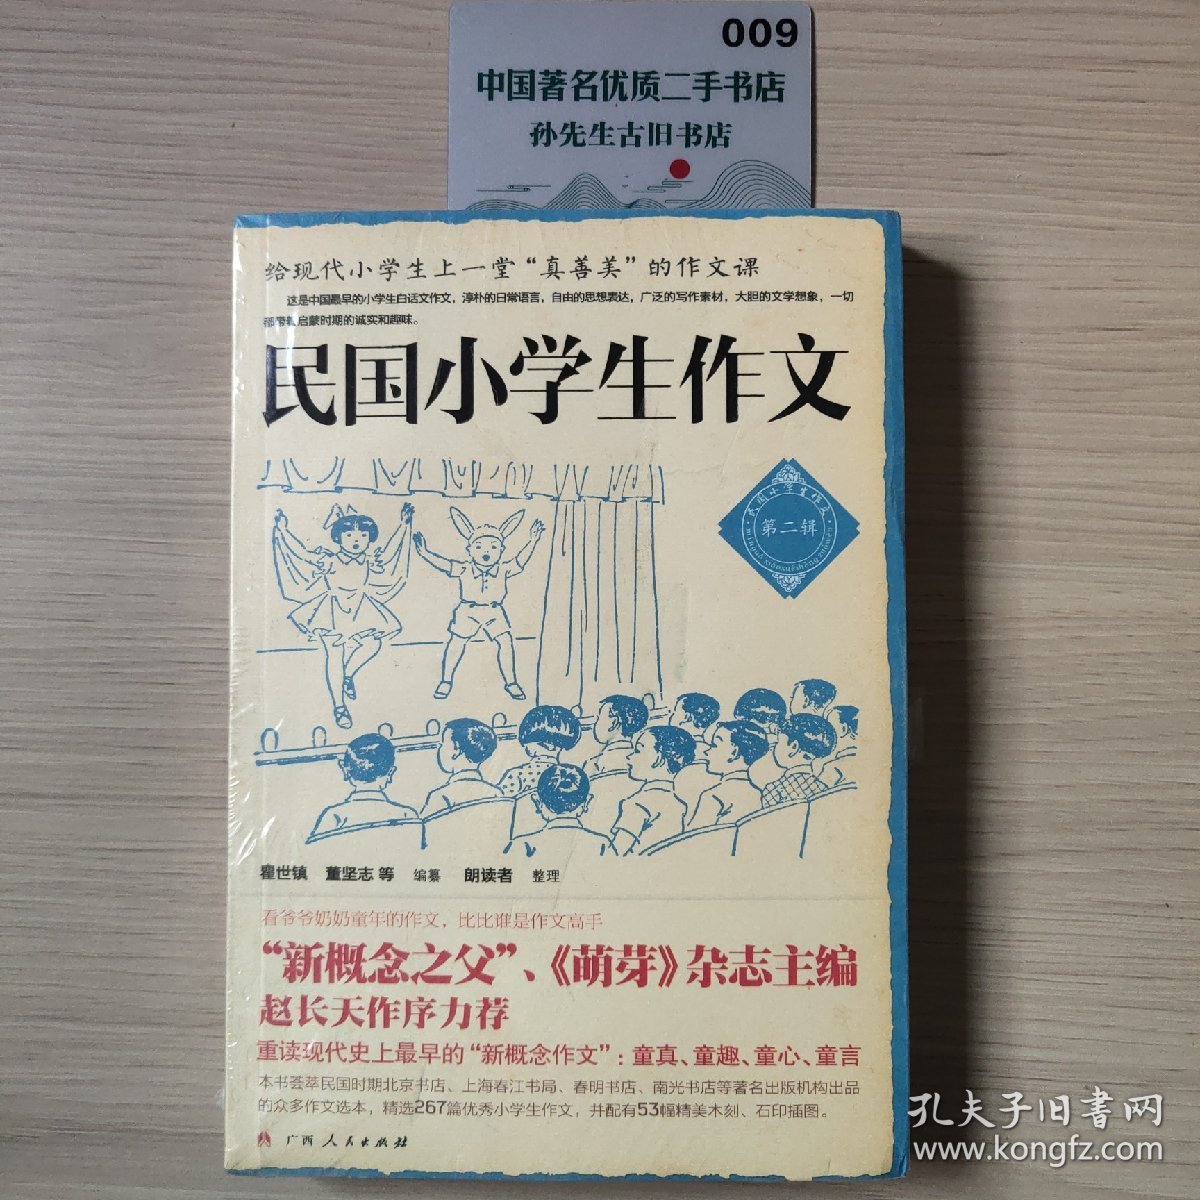 009
中国著名优质二手书店
孙先生古旧书店
给现代小学生上一堂“真善美”的作文课
这是中国最早的小学生白话文作文，淳朴的日常语言，自由的思想表达，广泛的写作素材，大胆的文学想象，一切
都带着启蒙时期的诚实和趣味。
民国小学生作文
民国小学生作文
第二辑
minguó xiǎoxuéshēng zuòwén
瞿世镇 董坚志 等 编纂 朗读者 整理
看爷爷奶奶童年的作文，比比谁是作文高手
“新概念之父”、《萌芽》杂志主编
赵长天作序力荐
重读现代史上最早的“新概念作文”：童真、童趣、童心、童言
本书荟萃民国时期北京书店、上海春江书局、春明书店、南光书店等著名出版机构出品
的众多作文选本，精选267篇优秀小学生作文，并配有53幅精美木刻、石印插图。
广西人民出版社
孔夫子旧书网
www.kongfz.com